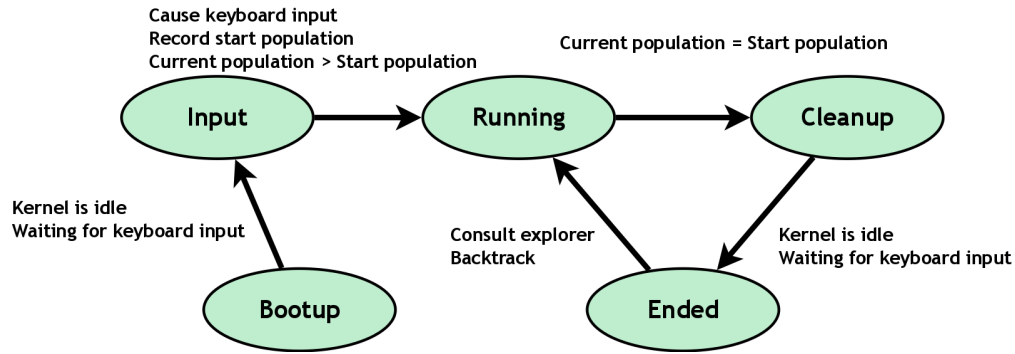 Cause keyboard input
Record start population
Current population > Start population
Current population = Start population
Input
Running
Cleanup
Kernel is idle
Waiting for keyboard input
Consult explorer
Backtrack
Kernel is idle
Waiting for keyboard input
Bootup
Ended